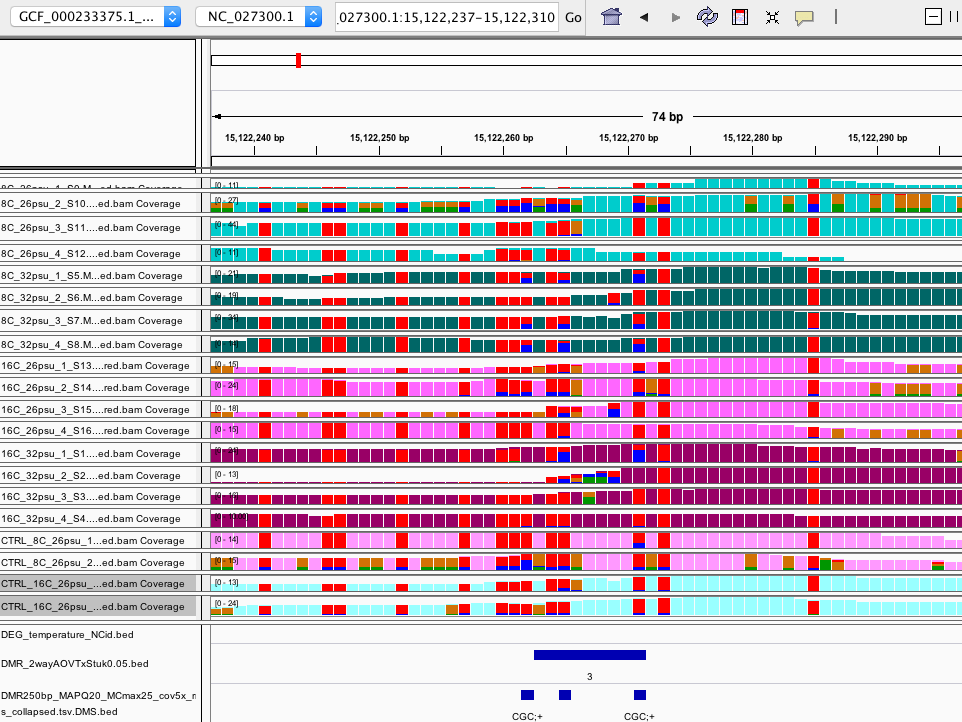 GCF_000233375.1_... NC_027300.1 .027300.1:15,122,237-15,122,310 Go
74 bp
15,122,240 bp 15,122,250 bp 15,122,260 bp 15,122,270 bp 15,122,280 bp 15,122,290 bp
8C_26psu_1_S9.M...ed.bam Coverage [0 - 11]
8C_26psu_2_S10....ed.bam Coverage [0 - 27]
8C_26psu_3_S11....ed.bam Coverage [0 - 44]
8C_26psu_4_S12....ed.bam Coverage [0 - 11]
8C_32psu_1_S5.M...ed.bam Coverage [0 - 21]
8C_32psu_2_S6.M...ed.bam Coverage [0 - 19]
8C_32psu_3_S7.M...ed.bam Coverage
8C_32psu_4_S8.M...ed.bam Coverage
16C_26psu_1_S13...red.bam Coverage [0 - 15]
16C_26psu_2_S14...red.bam Coverage [0 - 24]
16C_26psu_3_S15...red.bam Coverage [0 - 18]
16C_26psu_4_S16...red.bam Coverage [0 - 15]
16C_32psu_1_S1....ed.bam Coverage
16C_32psu_2_S2....ed.bam Coverage [0 - 13]
16C_32psu_3_S3....ed.bam Coverage
16C_32psu_4_S4....ed.bam Coverage
CTRL_8C_26psu_1...ed.bam Coverage [0 - 14]
CTRL_8C_26psu_2...ed.bam Coverage [0 - 15]
CTRL_16C_26psu_...ed.bam Coverage [0 - 13]
CTRL_16C_26psu_...ed.bam Coverage [0 - 24]
DEG_temperature_NCid.bed
DMR_2wayAOVTxStuk0.05.bed
3
DMR250bp_MAPQ20_MCmax25_cov5x_r
s_collapsed.tsv.DMS.bed
CGC;+ CGC;+